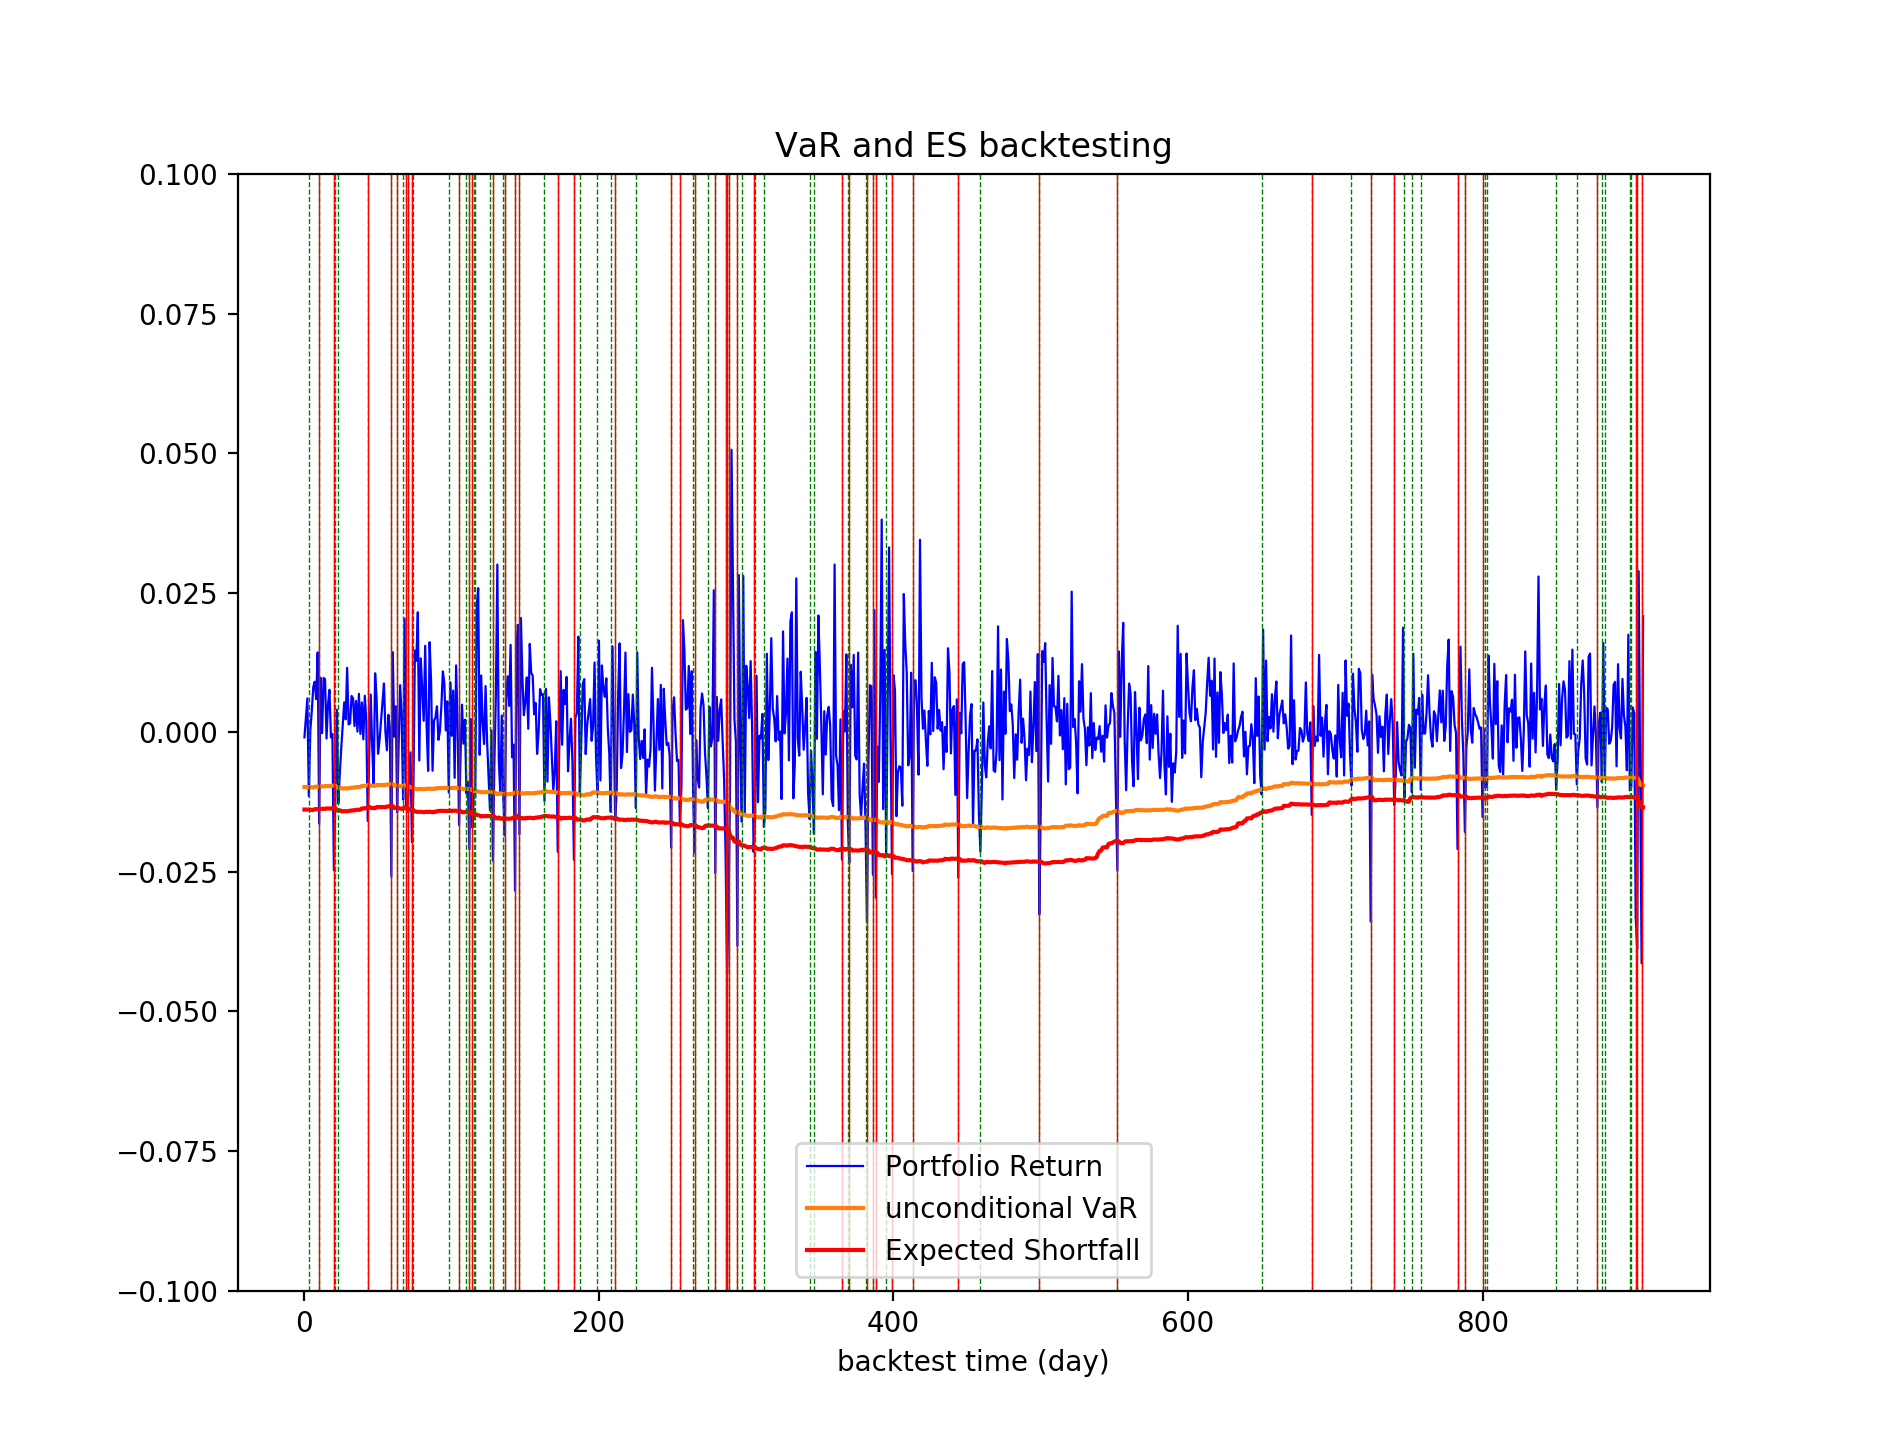 VaR and ES backtesting
0.100
0.075
0.050
0.025
0.000
−0.025
−0.050
−0.075
−0.100
Portfolio Return
unconditional VaR
Expected Shortfall
0 200 400 600 800
backtest time (day)